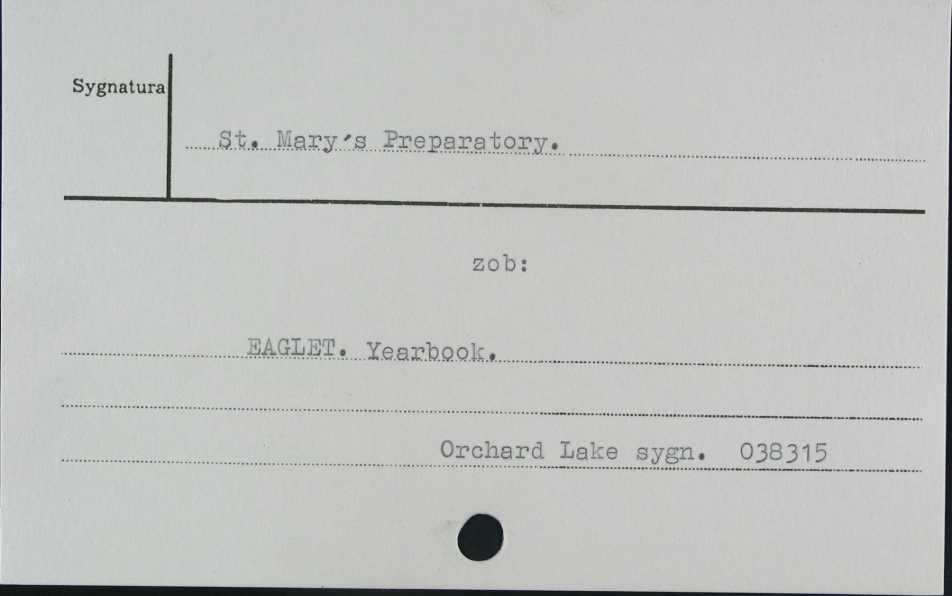 Sygnatura
St. Mary's Preparatory.
zob:
EAGLET. Yearbook.
Orchard Lake sygn. 038315